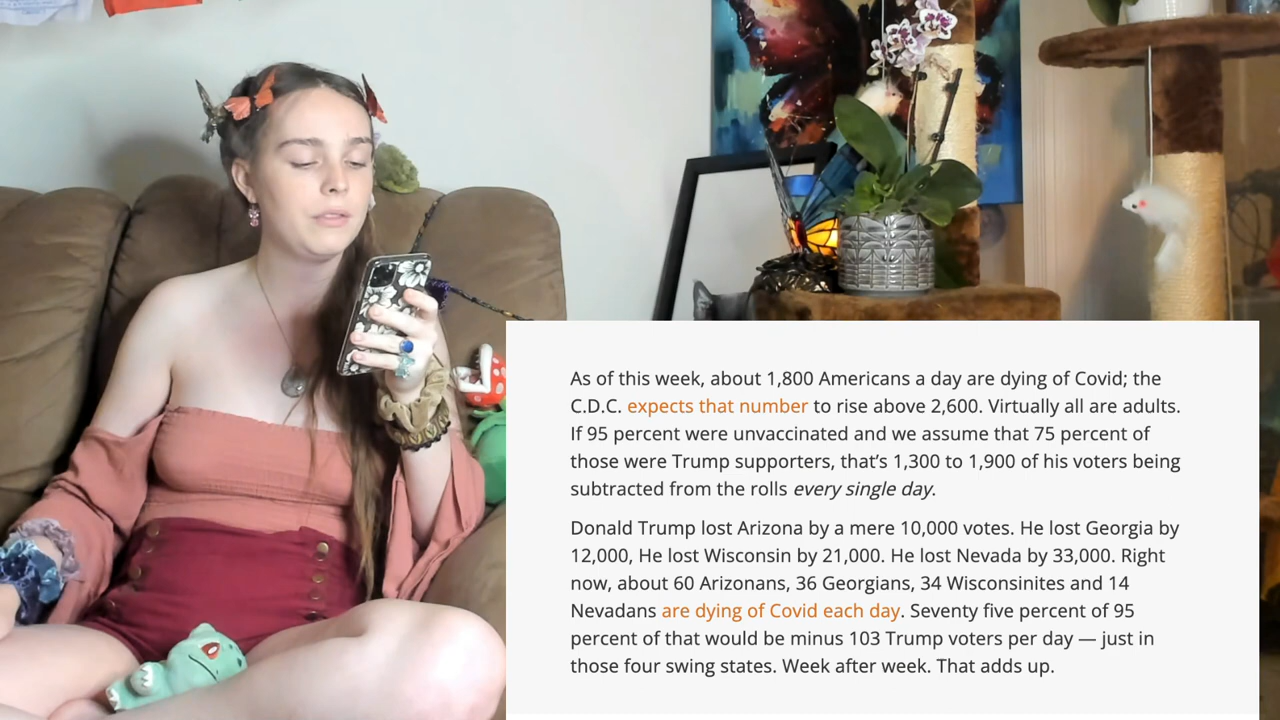 As of this week, about 1,800 Americans a day are dying of Covid; the
C.D.C. expects that number to rise above 2,600. Virtually all are adults.
If 95 percent were unvaccinated and we assume that 75 percent of
those were Trump supporters, that’s 1,300 to 1,900 of his voters being
subtracted from the rolls every single day.
Donald Trump lost Arizona by a mere 10,000 votes. He lost Georgia by
12,000, He lost Wisconsin by 21,000. He lost Nevada by 33,000. Right
now, about 60 Arizonans, 36 Georgians, 34 Wisconsinites and 14
Nevadans are dying of Covid each day. Seventy five percent of 95
percent of that would be minus 103 Trump voters per day — just in
those four swing states. Week after week. That adds up.